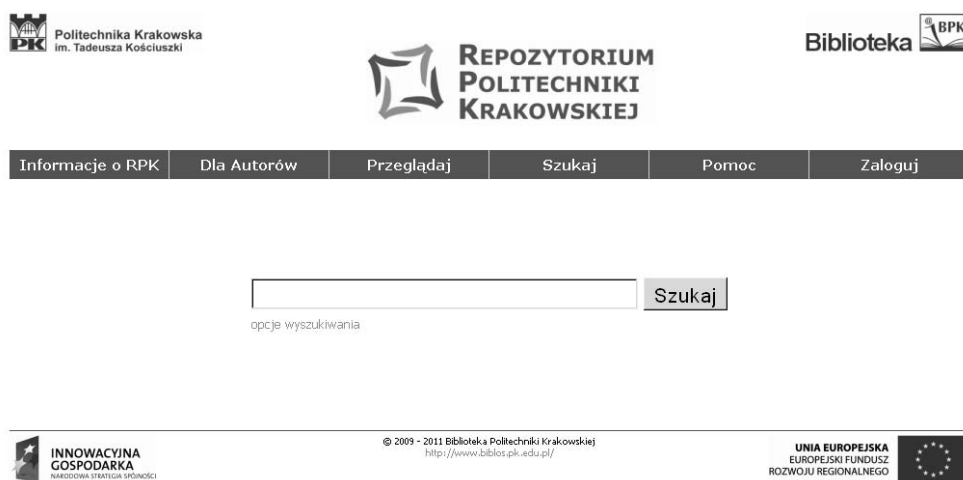 PK
Politechnika Krakowska
im. Tadeusza Kościuszki
REPOZYTORIUM
POLITECHNIKI
KRAKOWSKIEJ
Biblioteka
BPK
Informacje o RPK
Dla Autorów
Przeglądaj
Szukaj
Pomoc
Zaloguj
Szukaj
opcje wyszukiwania
INNOWACYJNA
GOSPODARKA
NARODOWA STRATEGIA SPÓJNOŚCI
© 2009 - 2011 Biblioteka Politechniki Krakowskiej
http://www.biblos.pk.edu.pl/
UNIA EUROPEJSKA
EUROPEJSKI FUNDUSZ
ROZWOJU REGIONALNEGO